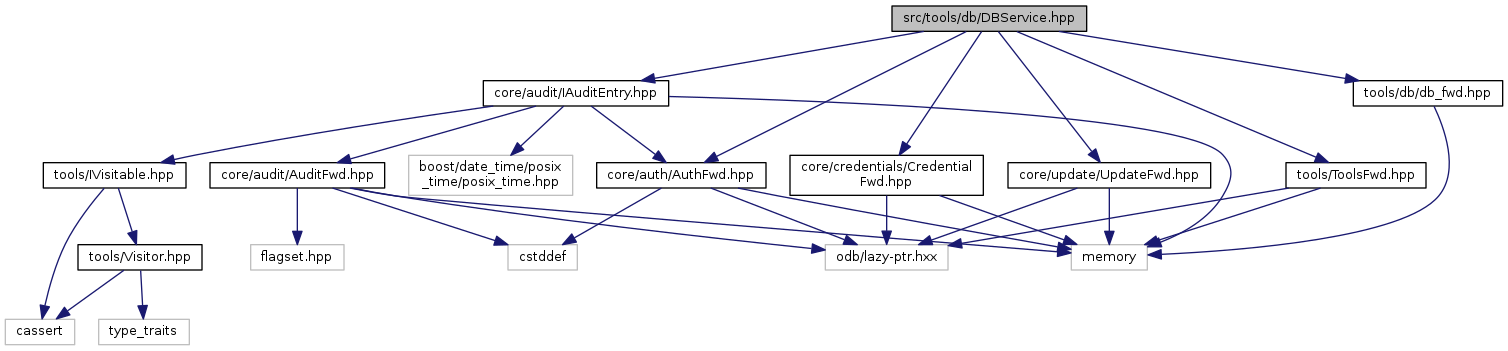 src/tools/db/DBService.hpp
core/audit/IAuditEntry.hpp
tools/db/db_fwd.hpp
tools/IVisitable.hpp
core/audit/AuditFwd.hpp
boost/date_time/posix
_time/posix_time.hpp
core/auth/AuthFwd.hpp
core/credentials/Credential
Fwd.hpp
core/update/UpdateFwd.hpp
tools/ToolsFwd.hpp
tools/Visitor.hpp
flagset.hpp
cstddef
odb/lazy-ptr.hxx
memory
cassert
type_traits